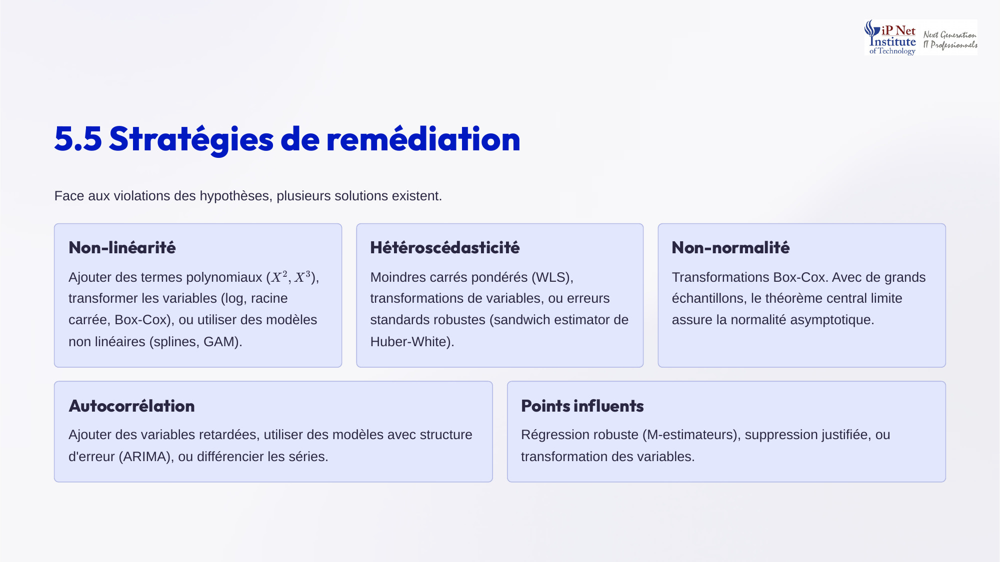 iP Net
Institute
of Technology
Next Generation
IT Professionnels
5.5 Stratégies de remédiation
Face aux violations des hypothèses, plusieurs solutions existent.
Non-linéarité
Ajouter des termes polynomiaux (X², X³),
transformer les variables (log, racine
carrée, Box-Cox), ou utiliser des modèles
non linéaires (splines, GAM).
Hétéroscédasticité
Moindres carrés pondérés (WLS),
transformations de variables, ou erreurs
standards robustes (sandwich estimator de
Huber-White).
Non-normalité
Transformations Box-Cox. Avec de grands
échantillons, le théorème central limite
assure la normalité asymptotique.
Autocorrélation
Ajouter des variables retardées, utiliser des modèles avec structure
d'erreur (ARIMA), ou différencier les séries.
Points influents
Régression robuste (M-estimateurs), suppression justifiée, ou
transformation des variables.